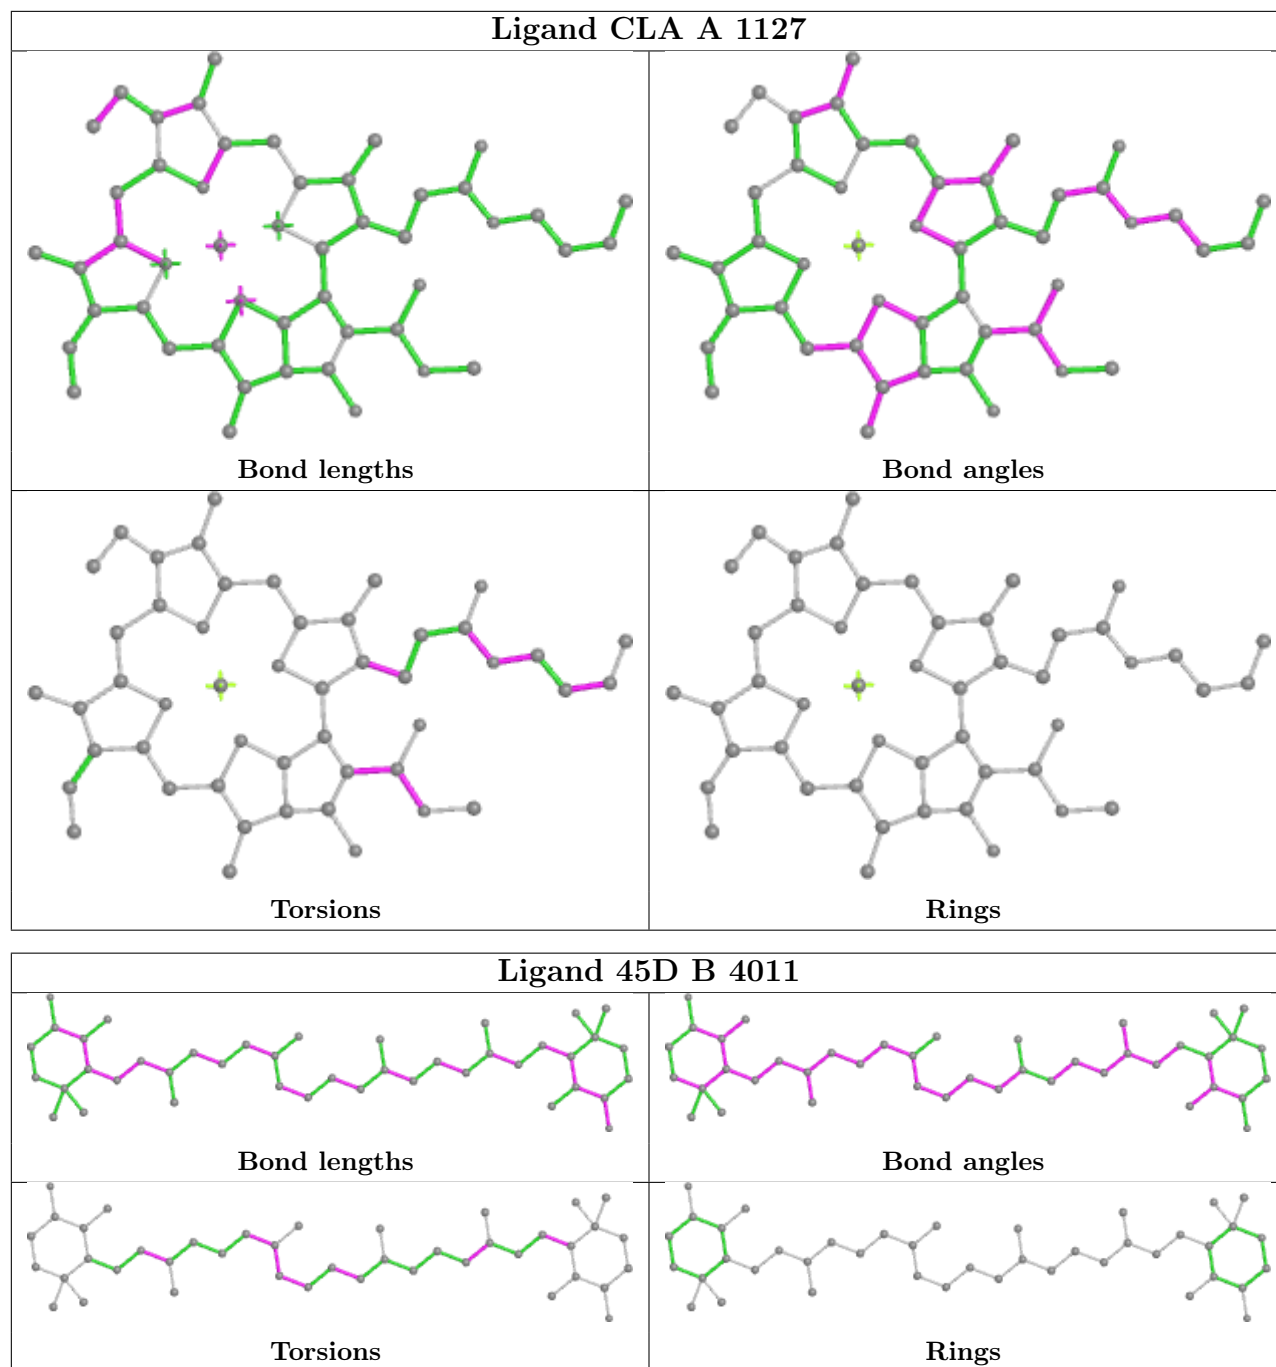 Ligand CLA A 1127
Bond lengths
Bond angles
Torsions
Rings
Ligand 45D B 4011
Bond lengths
Bond angles
Torsions
Rings